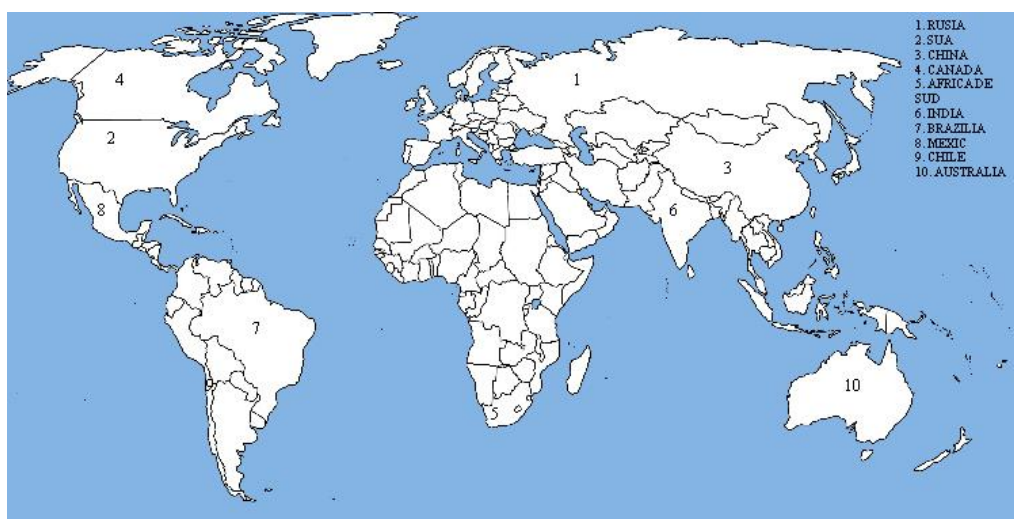 1. RUSIA
2. SUA
3. CHINA
4. CANADA
5. AFRICA DE
SUD
6. INDIA
7. BRAZILIA
8. MEXIC
9. CHILE
10. AUSTRALIA
4
1
2
3
8
6
7
9
10
5